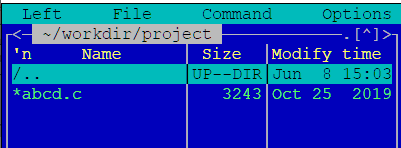 Left File Command Options
<— ~/workdir/project .[^]>
'n Name Size Modify time
/.. UP--DIR Jun 8 15:03
*abcd.c 3243 Oct 25 2019